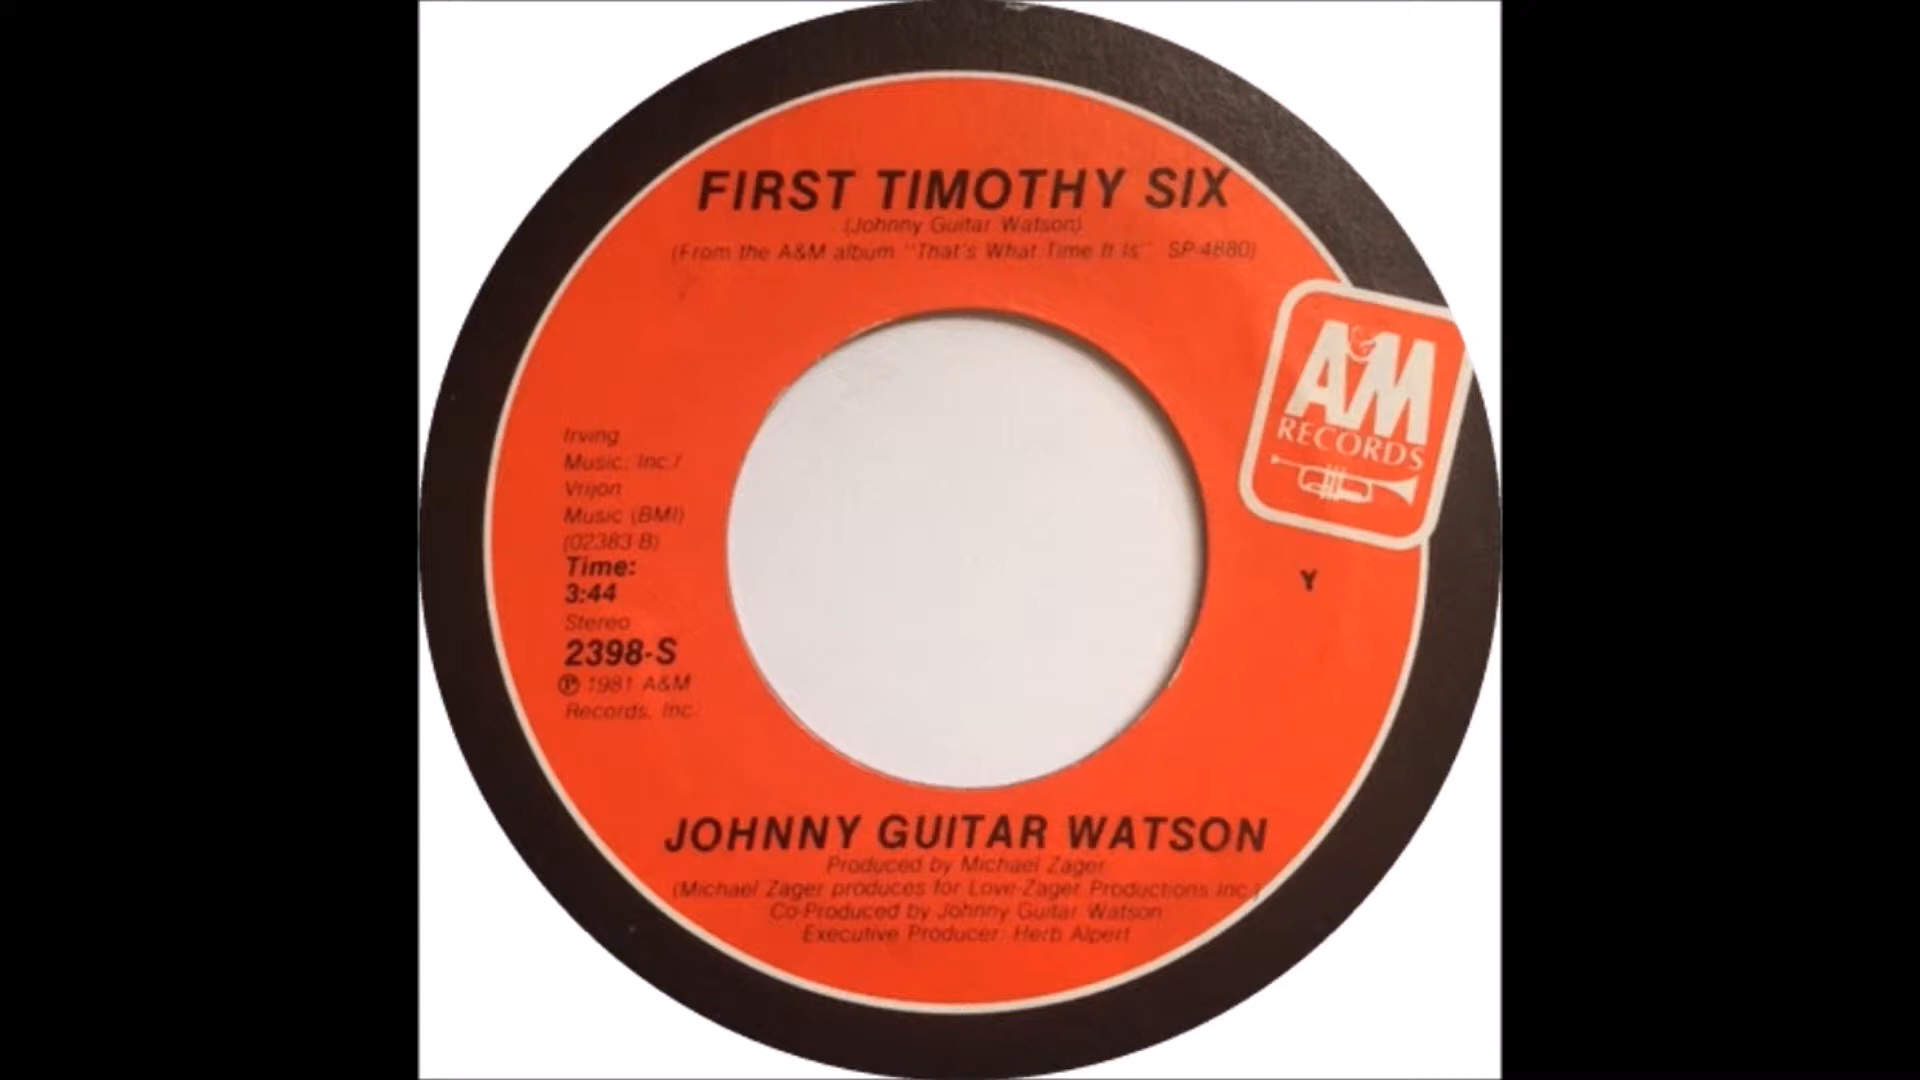 FIRST TIMOTHY SIX
(Johnny Guitar Watson)
(From the A&M album "That's What Time It Is" SP-4880)
A&M
RECORDS
Irving
Music, Inc./
Vrijon
Music (BMI)
(02383 B)
Time:
3:44
Stereo
2398-S
℗ 1981 A&M
Records, Inc.
Y
JOHNNY GUITAR WATSON
Produced by Michael Zager
(Michael Zager produces for Love-Zager Productions Inc.)
Co-Produced by Johnny Guitar Watson
Executive Producer: Herb Alpert